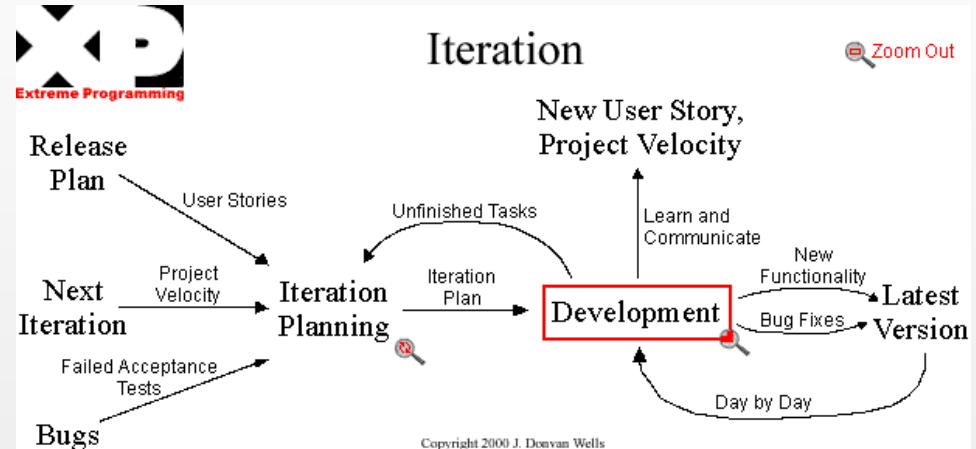 XP
Extreme Programming
Iteration
Zoom Out
New User Story,
Project Velocity
Release
Plan
User Stories
Unfinished Tasks
Learn and
Communicate
New
Functionality
Project
Velocity
Iteration
Plan
Next
Iteration
Iteration
Planning
Development
Latest
Version
Bug Fixes
Failed Acceptance
Tests
Day by Day
Bugs
Copyright 2000 J. Donvan Wells